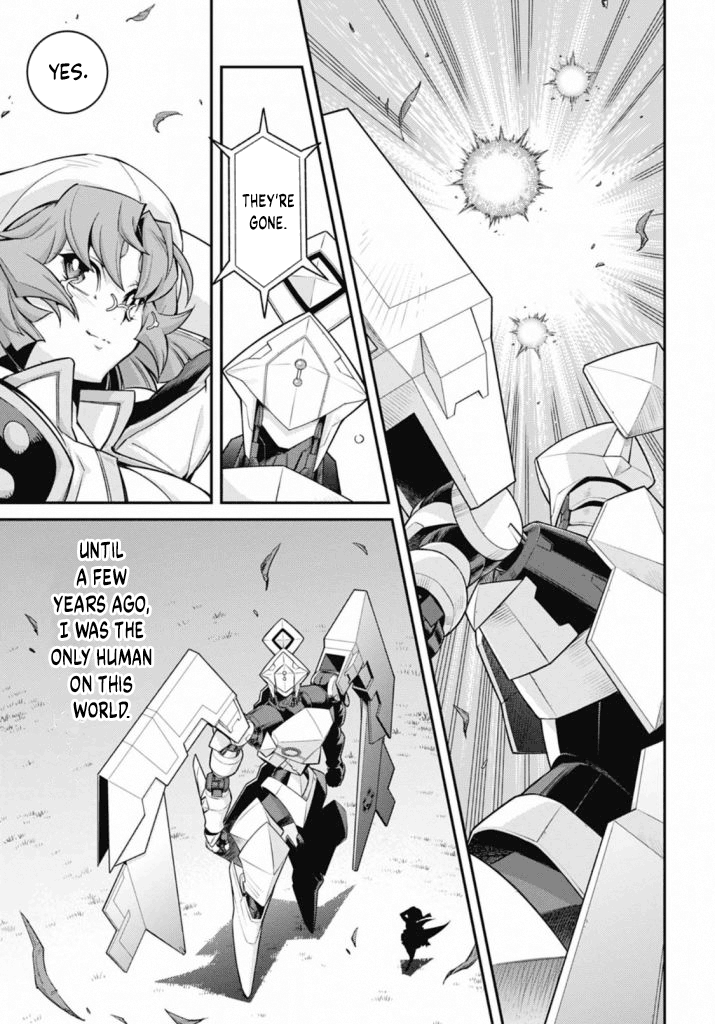 THEY'RE
GONE.
YES.
UNTIL
A FEW
YEARS AGO,
I WAS THE
ONLY HUMAN
ON THIS
WORLD.